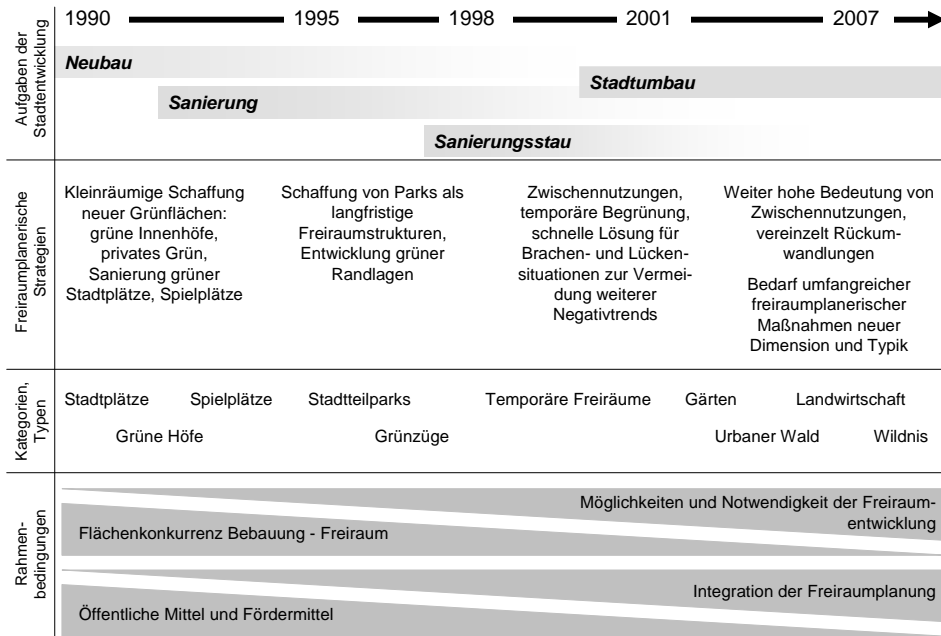 1990 1995 1998 2001 2007
Aufgaben der
Stadtentwicklung
Neubau
Stadtumbau
Sanierung
Sanierungsstau
Freiraumplanerische
Strategien
Kleinräumige Schaffung
neuer Grünflächen:
grüne Innenhöfe,
privates Grün,
Sanierung grüner
Stadtplätze, Spielplätze
Schaffung von Parks als
langfristige
Freiraumstrukturen,
Entwicklung grüner
Randlagen
Zwischennutzungen,
temporäre Begrünung,
schnelle Lösung für
Brachen- und Lücken-
situationen zur Vermei-
dung weiterer
Negativtrends
Weiter hohe Bedeutung von
Zwischennutzungen,
vereinzelt Rückum-
wandlungen
Bedarf umfangreicher
freiraumplanerischer
Maßnahmen neuer
Dimension und Typik
Kategorien,
Typen
Stadtplätze Spielplätze Stadtteilparks Temporäre Freiräume Gärten Landwirtschaft
Grüne Höfe Grünzüge Urbaner Wald Wildnis
Rahmen-
bedingungen
Möglichkeiten und Notwendigkeit der Freiraum-
entwicklung
Flächenkonkurrenz Bebauung - Freiraum
Integration der Freiraumplanung
Öffentliche Mittel und Fördermittel